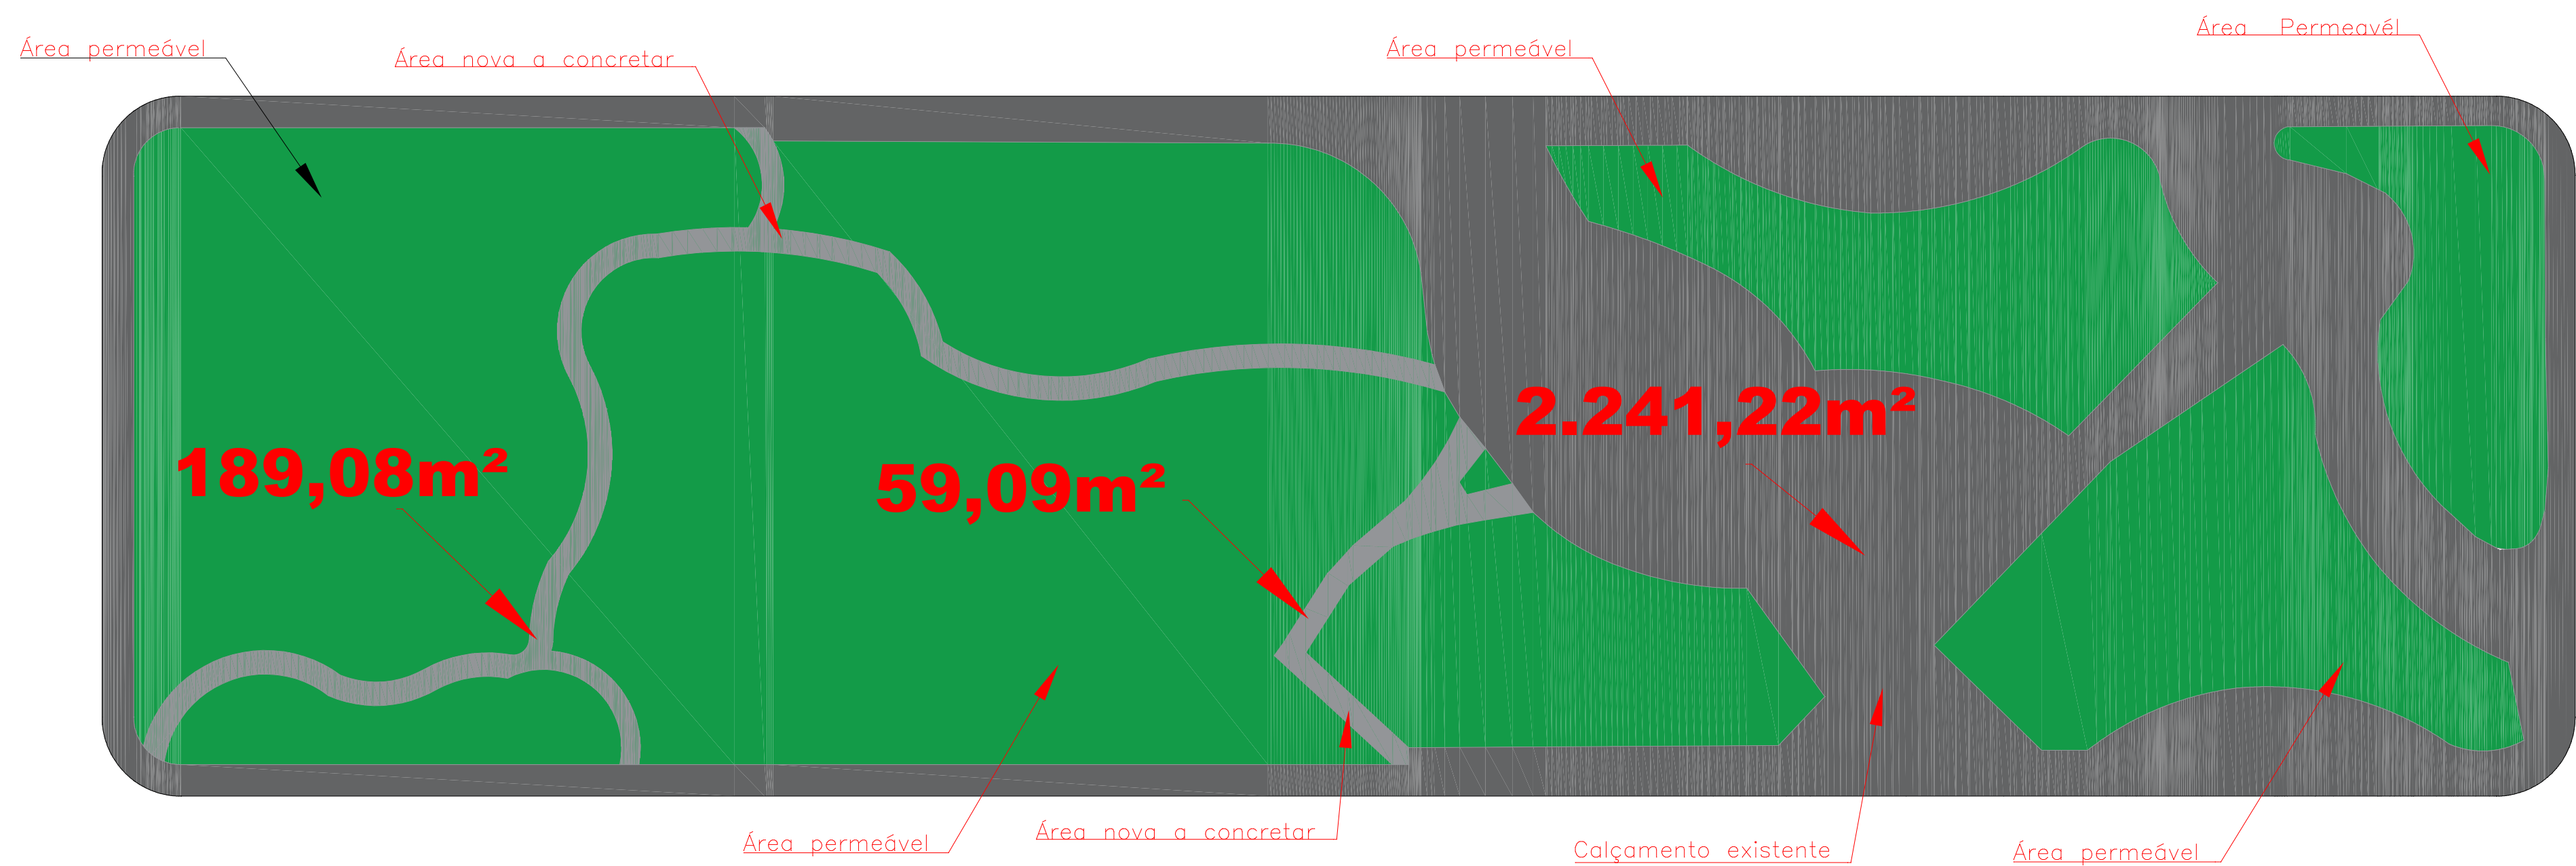 Área Permeavél
Área permeável
Área nova a concretar
Área permeável
2.241,22m²
189,08m²
59,09m²
Área nova a concretar
Área permeável
Calçamento existente
Área permeável